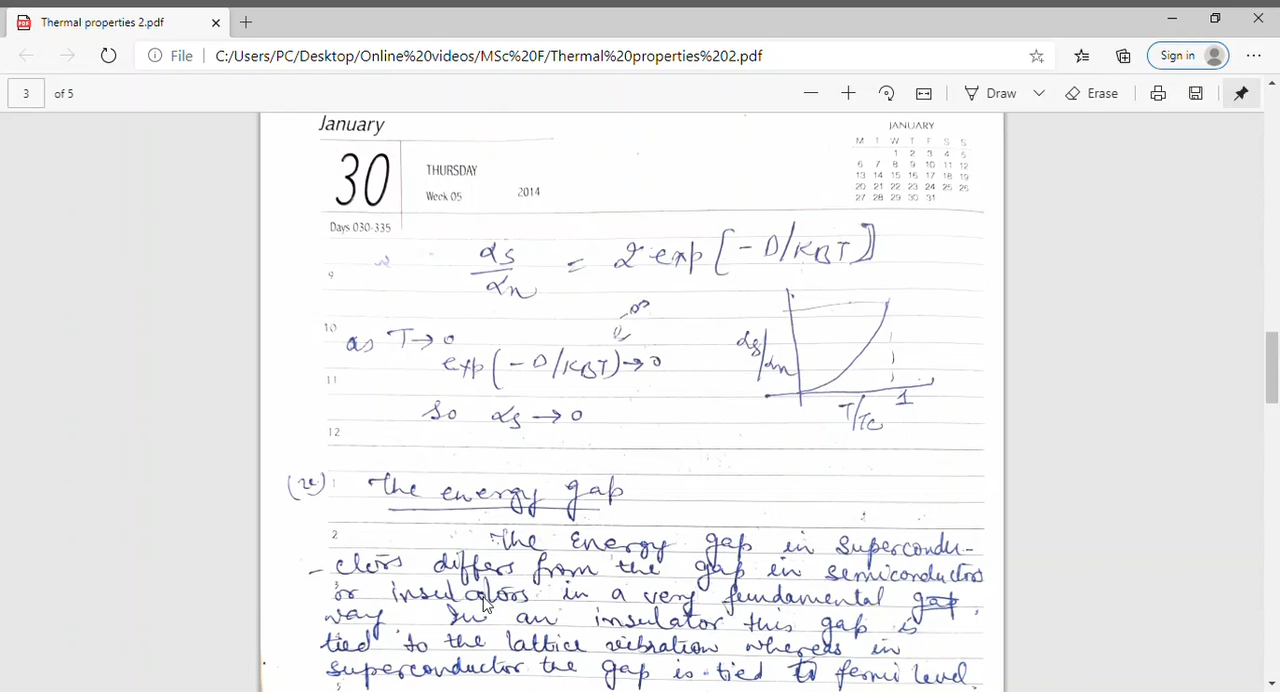 Thermal properties 2.pdf
File C:/Users/PC/Desktop/Online%20videos/MSc%20F/Thermal%20properties%202.pdf
Sign in
3 of 5
Draw
Erase
January
JANUARY
M T W T F S S
1 2 3 4 5
6 7 8 9 10 11 12
13 14 15 16 17 18 19
20 21 22 23 24 25 26
27 28 29 30 31
30
THURSDAY
Week 05
2014
Days 030-335
αs/αn = 2 exp [-D/KBT]
9
10
as T→0
exp(-D/KBT)→0
αs/αn
T/Tc
1
11
So αs → 0
12
The energy gap
2
The energy gap in supercondu-
-ctors differs from the gap in semiconductors
or insulators in a very fundamental gap
way In an insulator this gap is
tied to the lattice vibration whereas in
superconductor the gap is tied to fermi level.